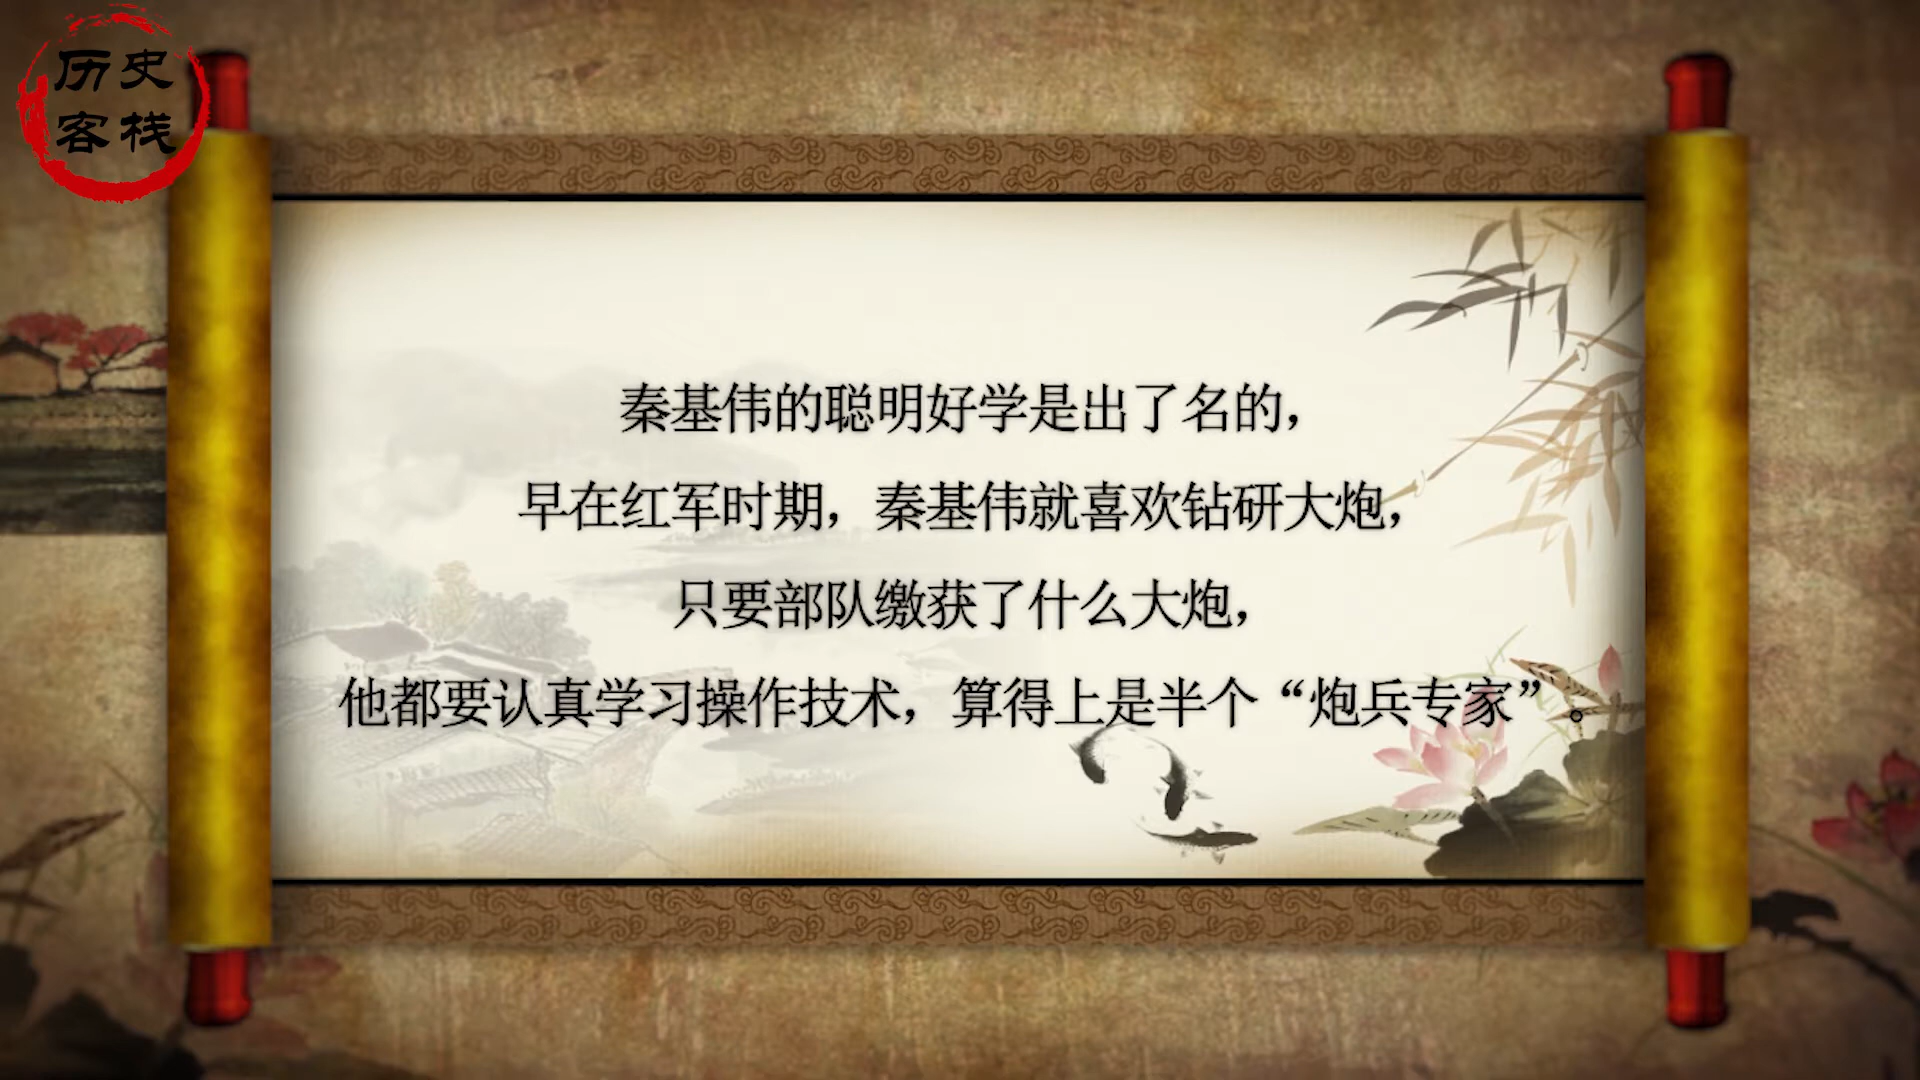 历史
客栈
秦基伟的聪明好学是出了名的，
早在红军时期，秦基伟就喜欢钻研大炮，
只要部队缴获了什么大炮，
他都要认真学习操作技术，算得上是半个“炮兵专家”。